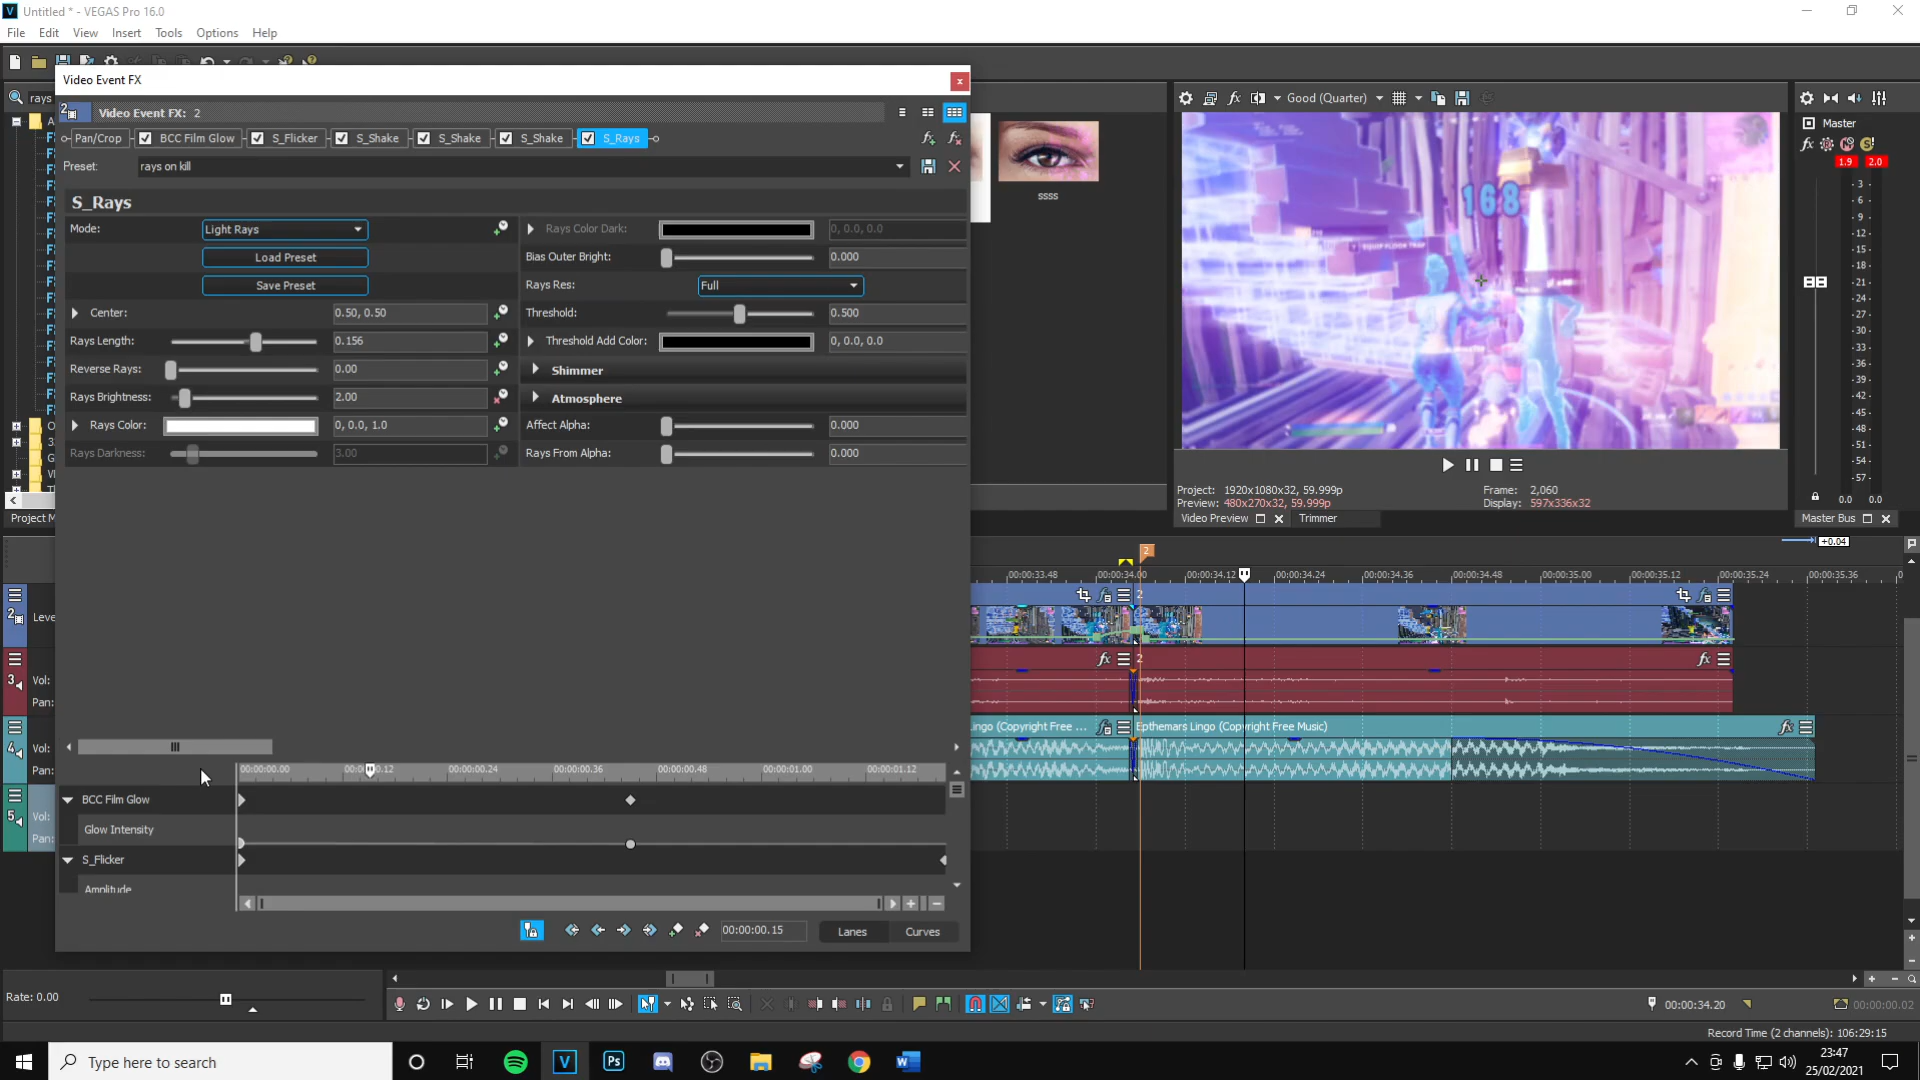 Untitled * - VEGAS Pro 16.0
File Edit View Insert Tools Options Help
Video Event FX
rays
Video Event FX: 2
Pan/Crop BCC Film Glow S_Flicker S_Shake S_Shake S_Shake S_Rays
Preset: rays on kill
S_Rays
Mode: Light Rays
Load Preset
Save Preset
Center: 0.50, 0.50
Rays Length: 0.156
Reverse Rays: 0.00
Rays Brightness: 2.00
Rays Color: 0, 0.0, 1.0
Rays Darkness: 3.00
Rays Color Dark: 0, 0.0, 0.0
Bias Outer Bright: 0.000
Rays Res: Full
Threshold: 0.500
Threshold Add Color: 0, 0.0, 0.0
Shimmer
Atmosphere
Affect Alpha: 0.000
Rays From Alpha: 0.000
ssss
Good (Quarter)
168
EQUIP FLOOR TRAP
Project: 1920x1080x32, 59.999p
Preview: 480x270x32, 59.999p
Frame: 2,060
Display: 597x336x32
Video Preview Trimmer
Master
1.9 2.0
3
6
9
12
15
18
21
24
27
30
33
36
39
42
45
48
51
54
57
0.0 0.0
Master Bus
Project M
+0.04
2
00:00:33.48 00:00:34.00 00:00:34.12 00:00:34.24 00:00:34.36 00:00:34.48 00:00:35.00 00:00:35.12 00:00:35.24 00:00:35.36
2 Leve
2
3 Vol:
Pan:
2
4 Vol:
Pan:
ingo (Copyright Free ... Epthemars Lingo (Copyright Free Music)
5 Vol:
Pan:
00:00:00.00 00:00:00.12 00:00:00.24 00:00:00.36 00:00:00.48 00:00:01.00 00:00:01.12
BCC Film Glow
Glow Intensity
S_Flicker
Amplitude
00:00:00.15
Lanes Curves
Rate: 0.00
00:00:34.20
00:00:00.02
Record Time (2 channels): 106:29:15
Type here to search
23:47
25/02/2021